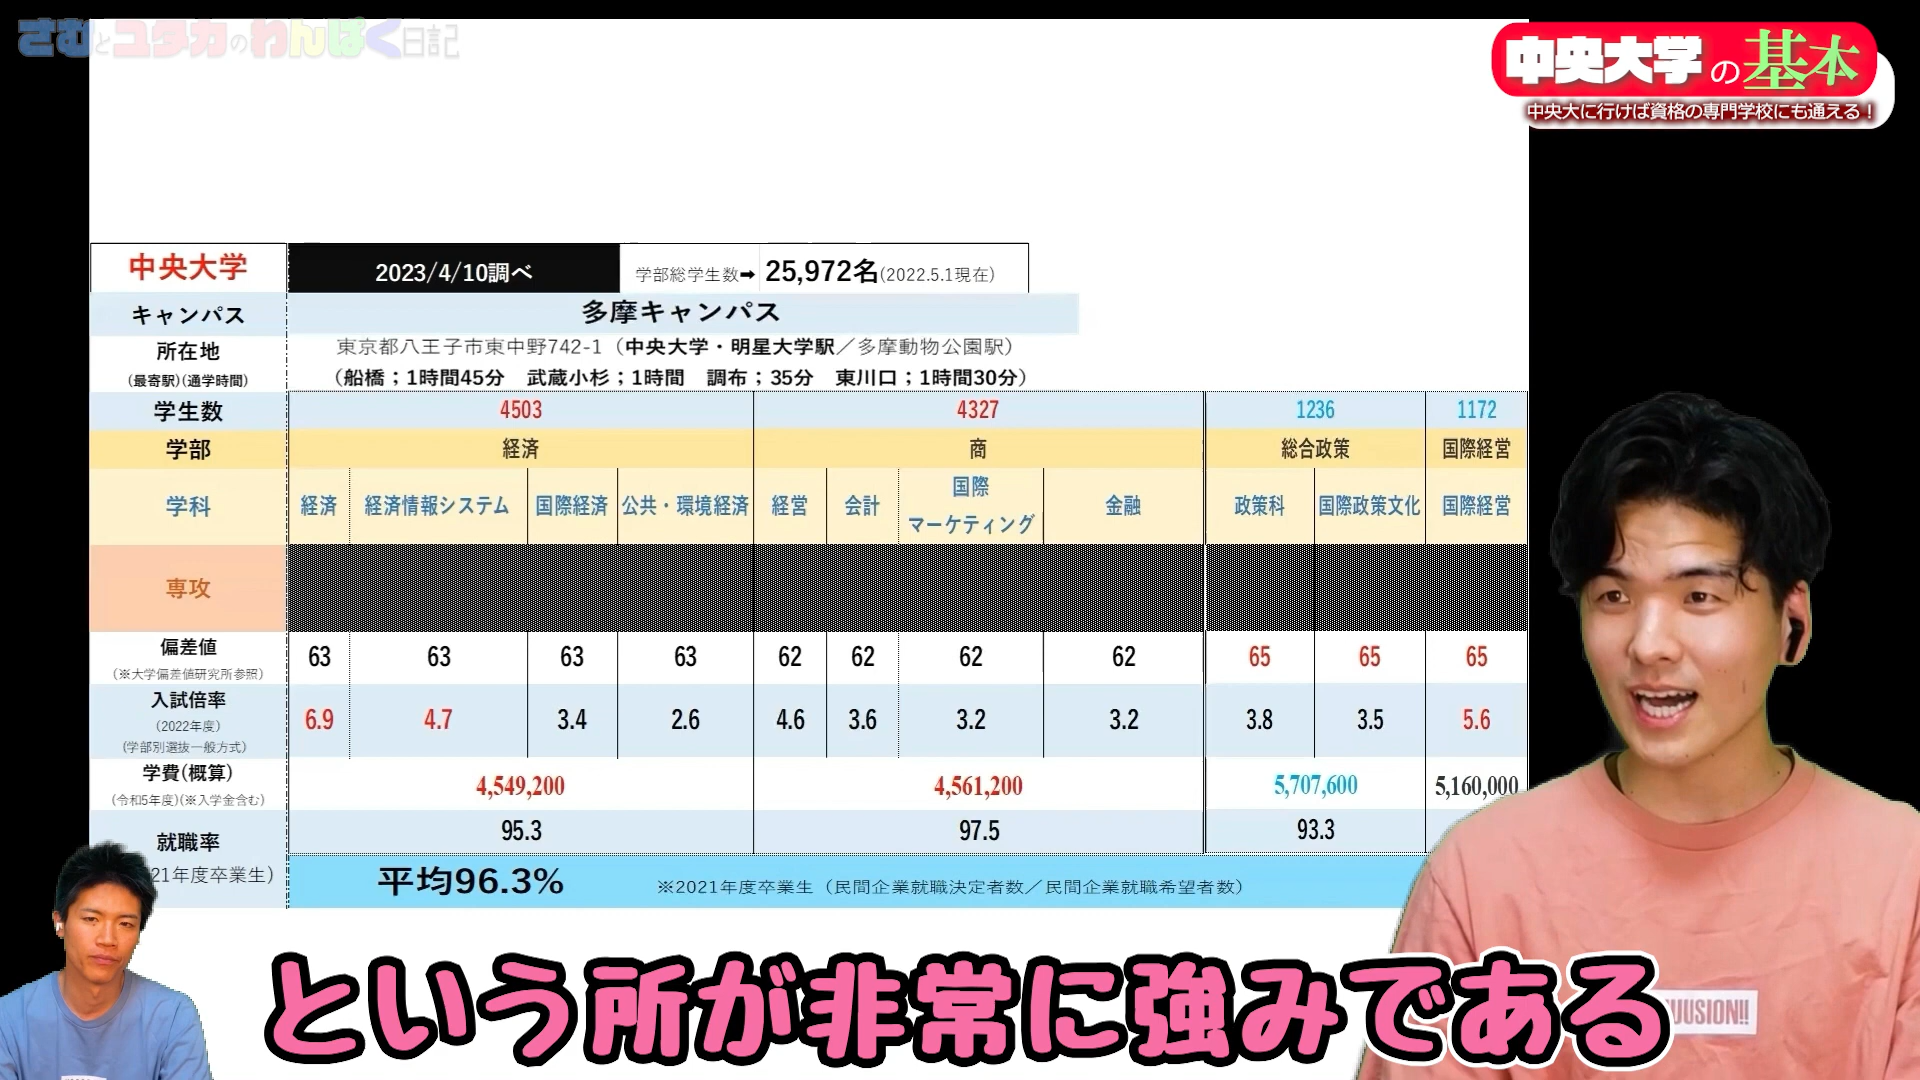 さむとユタカのわんぱく日記
中央大学の基本
中央大に行けば資格の専門学校にも通える！
中央大学 2023/4/10調べ 学部総学生数➡ 25,972名(2022.5.1現在)
キャンパス 多摩キャンパス
所在地 東京都八王子市東中野742-1（中央大学・明星大学駅／多摩動物公園駅）
(最寄駅)(通学時間) （船橋；1時間45分　武蔵小杉；1時間　調布；35分　東川口；1時間30分）
学生数 4503 4327 1236 1172
学部 経済 商 総合政策 国際経営
学科 経済 経済情報システム 国際経済 公共・環境経済 経営 会計 国際マーケティング 金融 政策科 国際政策文化 国際経営
専攻
偏差値 63 63 63 63 62 62 62 62 65 65 65
(※大学偏差値研究所参照)
入試倍率 6.9 4.7 3.4 2.6 4.6 3.6 3.2 3.2 3.8 3.5 5.6
(2022年度)
(学部別選抜一般方式)
学費(概算) 4,549,200 4,561,200 5,707,600 5,160,000
(令和5年度)(※入学金含む)
就職率 95.3 97.5 93.3
21年度卒業生) 平均96.3% ※2021年度卒業生（民間企業就職決定者数／民間企業就職希望者数）
という所が非常に強みである